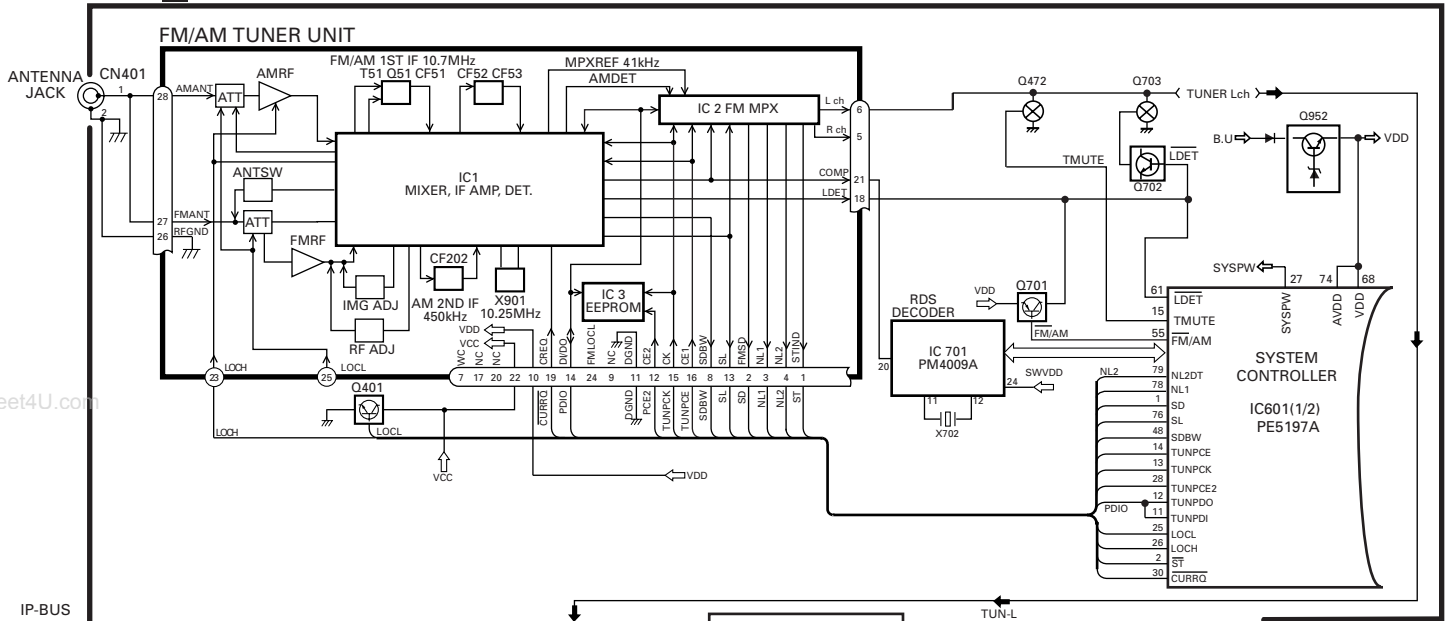 FM/AM TUNER UNIT
ANTENNA
JACK
CN401
1
2
28
AMANT
ATT
AMRF
FM/AM 1ST IF 10.7MHz
T51 Q51 CF51
CF52 CF53
MPXREF 41kHz
AMDET
IC 2 FM MPX
L ch
6
R ch
5
COMP
21
LDET
18
IC1
MIXER, IF AMP, DET.
ANTSW
27
FMANT
ATT
26
RFGND
FMRF
IMG ADJ
RF ADJ
CF202
AM 2ND IF
450kHz
X901
10.25MHz
IC 3
EEPROM
VDD
VCC
WC
NC
NC
CREQ
DI/DO
FMLOCL
NC
DGND
CE2
CK
CE1
SDBW
SL
FMSD
NL1
NL2
STIND
23
LOCH
25
LOCL
7 17 20 22 10 19 14 24 9 11 12 15 16 8 13 2 3 4 1
CURRQ
PDIO
DGND
PCE2
TUNPCK
TUNPCE
SDBW
SL
SD
NL1
NL2
ST
Q401
LOCL
LOCH
VCC
VDD
Q472
Q703
TUNER Lch
TMUTE
LDET
Q702
B.U
Q952
VDD
VDD
Q701
FM/AM
RDS
DECODER
IC 701
PM4009A
20
24
SWVDD
11
12
X702
SYSPW
27
74
68
SYSPW
AVDD
VDD
61
LDET
15
TMUTE
55
FM/AM
SYSTEM
CONTROLLER
IC601(1/2)
PE5197A
NL2
79
NL2DT
78
NL1
1
SD
76
SL
48
SDBW
14
TUNPCE
13
TUNPCK
28
TUNPCE2
PDIO
12
TUNPDO
11
TUNPDI
25
LOCL
26
LOCH
2
ST
30
CURRQ
eet4U.com
IP-BUS
TUN-L